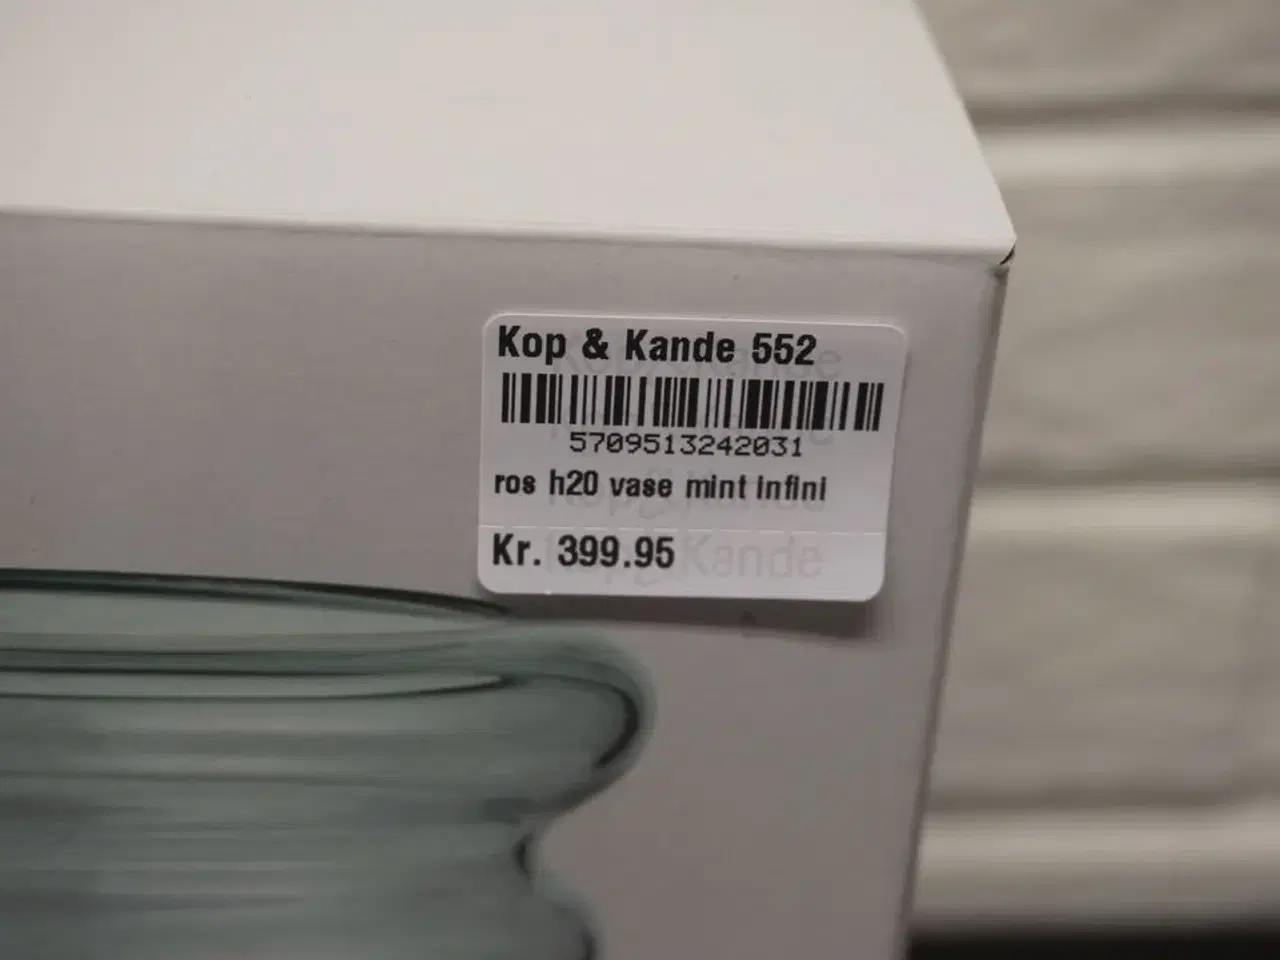 Kop & Kande 552
5709513242031
ros h20 vase mint infini
Kr. 399.95